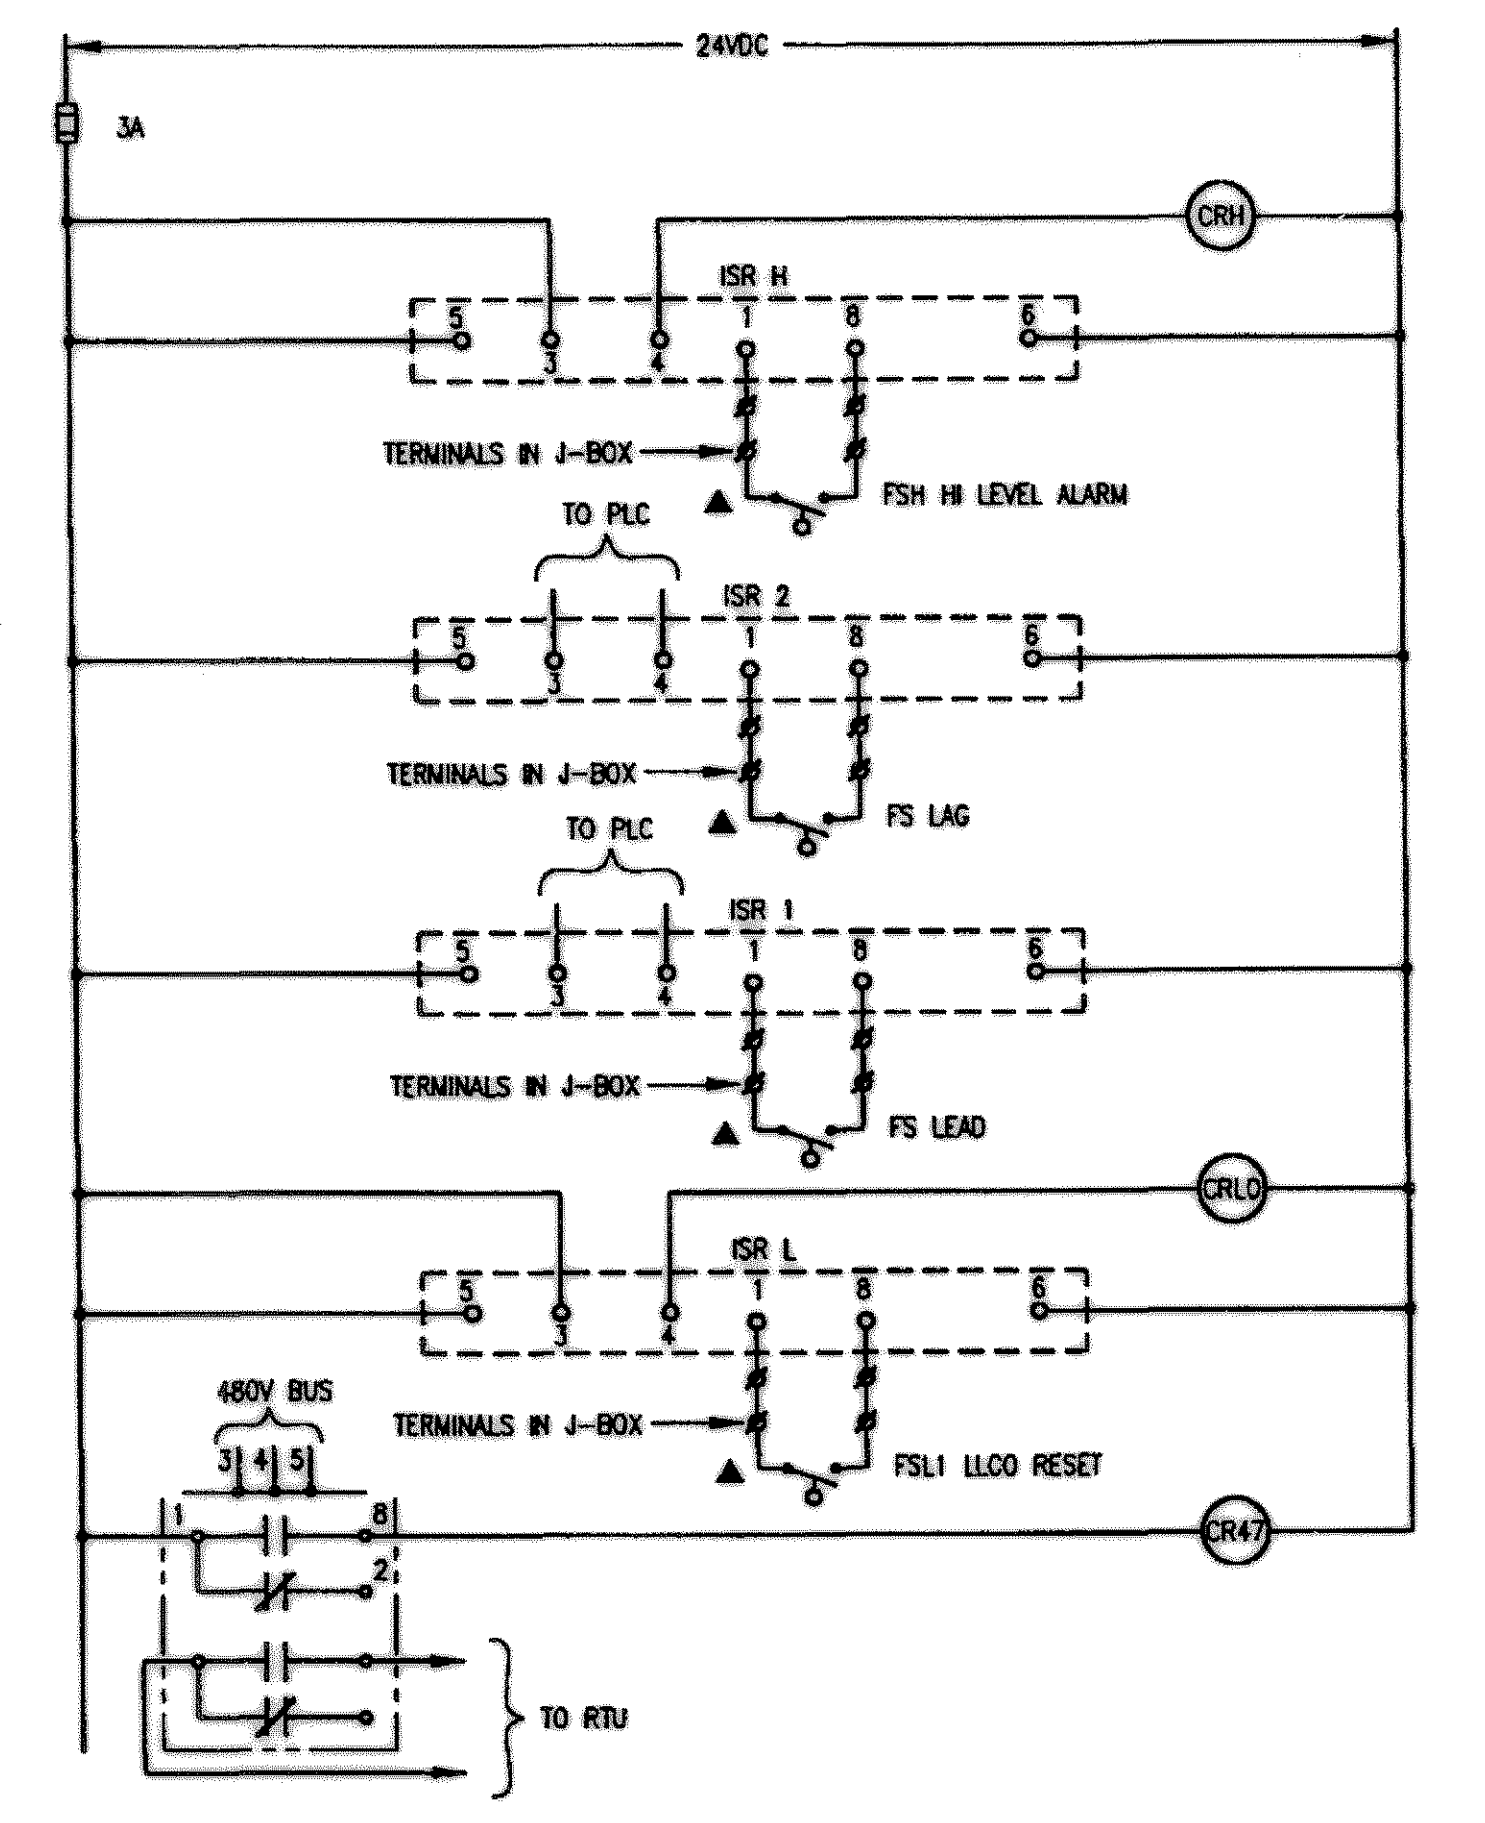 24VDC
3A
CRH
ISR H
5 1 8 6
3 4
TERMINALS IN J-BOX
FSH HI LEVEL ALARM
TO PLC
ISR 2
5 1 8 6
3 4
TERMINALS IN J-BOX
FS LAG
TO PLC
ISR 1
5 1 8 6
3 4
TERMINALS IN J-BOX
FS LEAD
CRLO
ISR L
5 1 8 6
3 4
480V BUS
TERMINALS IN J-BOX
3 4 5
FSL1 LLCO RESET
1 8
CR47
2
TO RTU